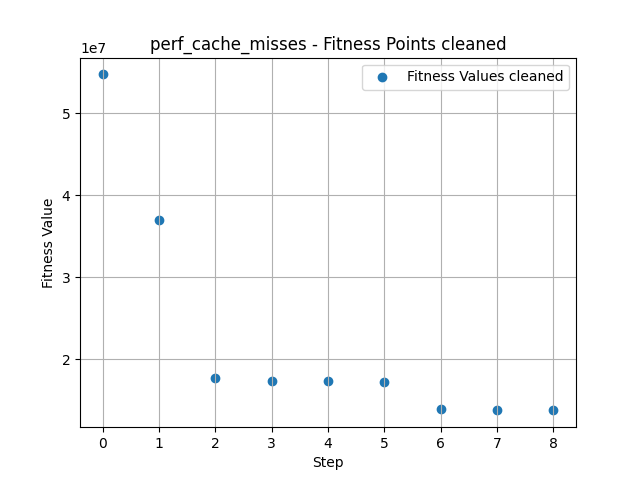 perf_cache_misses - Fitness Points cleaned
1e7
Fitness Values cleaned
5
4
3
2
Fitness Value
0 1 2 3 4 5 6 7 8
Step